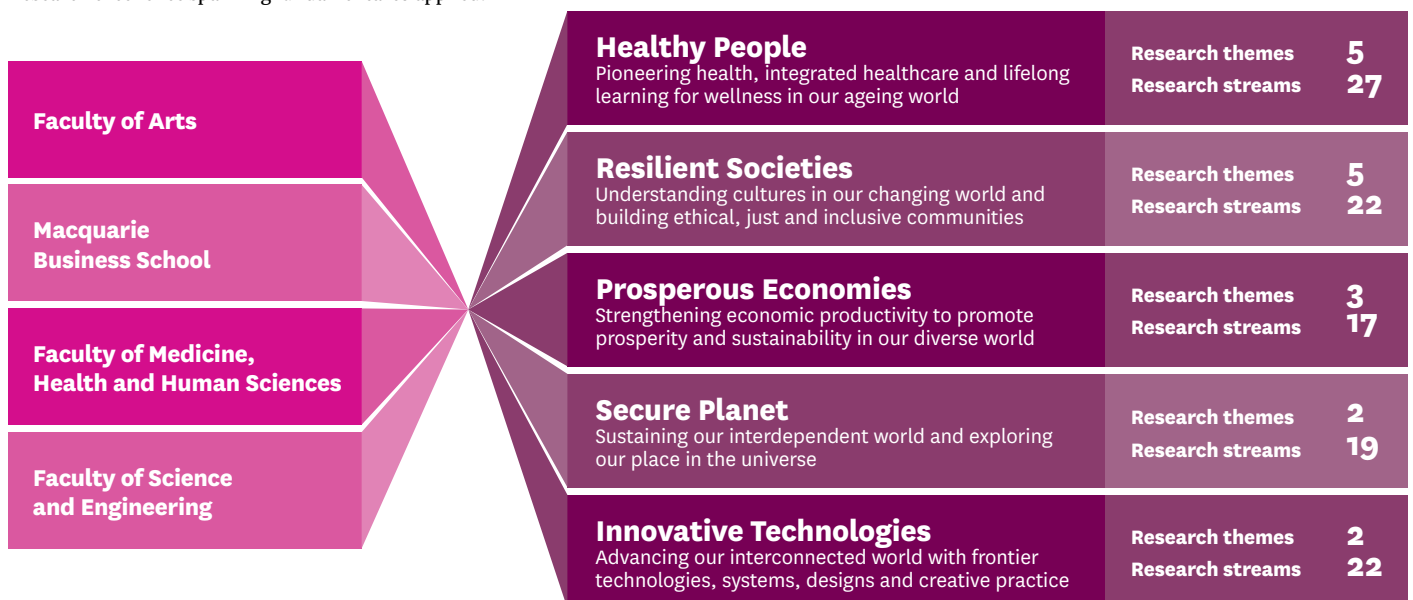 Faculty of Arts
Macquarie
Business School
Faculty of Medicine,
Health and Human Sciences
Faculty of Science
and Engineering
Healthy People
Pioneering health, integrated healthcare and lifelong
learning for wellness in our ageing world
Research themes 5
Research streams 27
Resilient Societies
Understanding cultures in our changing world and
building ethical, just and inclusive communities
Research themes 5
Research streams 22
Prosperous Economies
Strengthening economic productivity to promote
prosperity and sustainability in our diverse world
Research themes 3
Research streams 17
Secure Planet
Sustaining our interdependent world and exploring
our place in the universe
Research themes 2
Research streams 19
Innovative Technologies
Advancing our interconnected world with frontier
technologies, systems, designs and creative practice
Research themes 2
Research streams 22